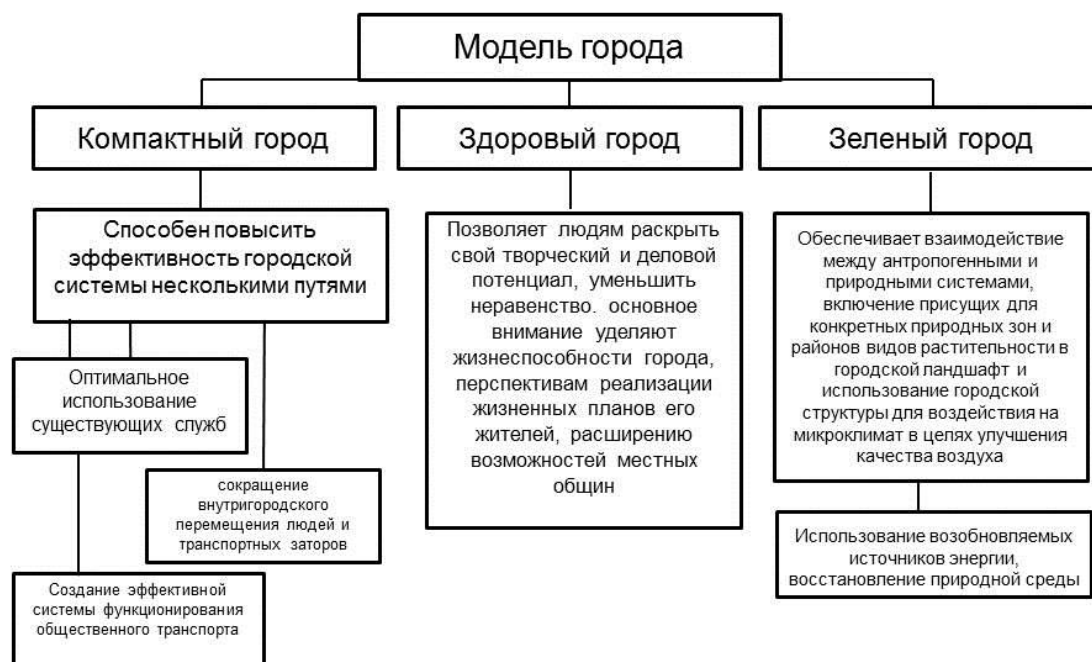 Модель города
Компактный город
Здоровый город
Зеленый город
Способен повысить
эффективность городской
системы несколькими путями
Оптимальное
использование
существующих служб
сокращение
внутригородского
перемещения людей и
транспортных заторов
Создание эффективной
системы функционирования
общественного транспорта
Позволяет людям раскрыть
свой творческий и деловой
потенциал, уменьшить
неравенство. основное
внимание уделяют
жизнеспособности города,
перспективам реализации
жизненных планов его
жителей, расширению
возможностей местных
общин
Обеспечивает взаимодействие
между антропогенными и
природными системами,
включение присущих для
конкретных природных зон и
районов видов растительности в
городской ландшафт и
использование городской
структуры для воздействия на
микроклимат в целях улучшения
качества воздуха
Использование возобновляемых
источников энергии,
восстановление природной среды